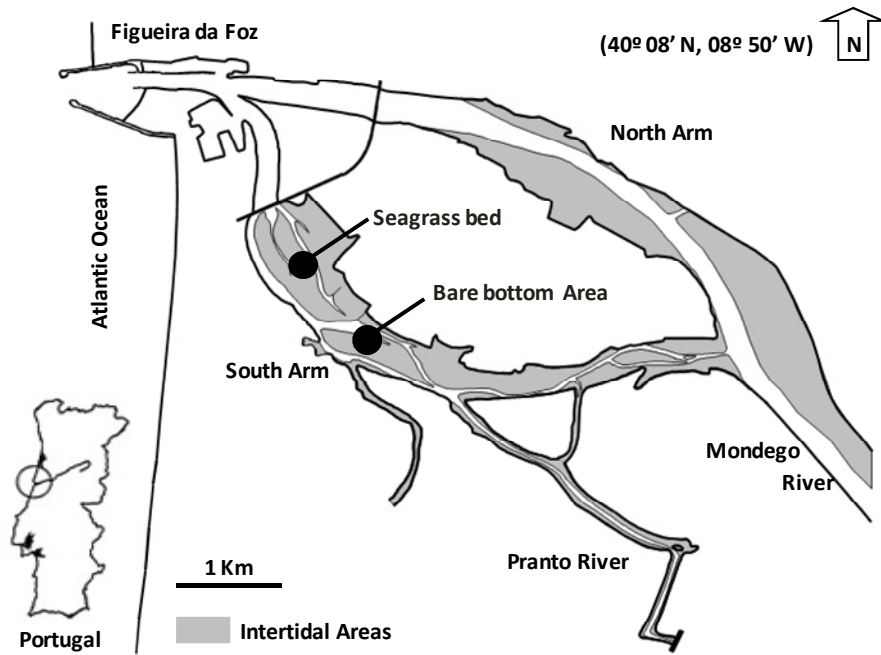 Figueira da Foz
(40º 08’ N, 08º 50’ W)
N
North Arm
Atlantic Ocean
Seagrass bed
Bare bottom Area
South Arm
Mondego
River
Pranto River
1 Km
Intertidal Areas
Portugal